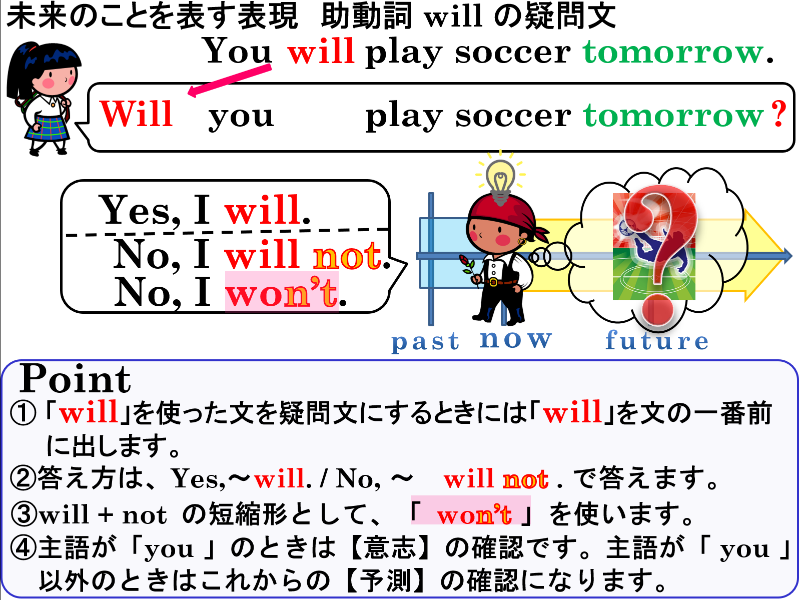 未来のことを表す表現　助動詞 will の疑問文
You will play soccer tomorrow.
Will you play soccer tomorrow ?
Yes, I will.
No, I will not.
No, I won't.
?
past now future
Point
①「will」を使った文を疑問文にするときには「will」を文の一番前
に出します。
②答え方は、Yes,～will. / No, ～　will not . で答えます。
③will + not の短縮形として、「 won't 」を使います。
④主語が「you 」のときは【意志】の確認です。主語が「 you 」
以外のときはこれからの【予測】の確認になります。